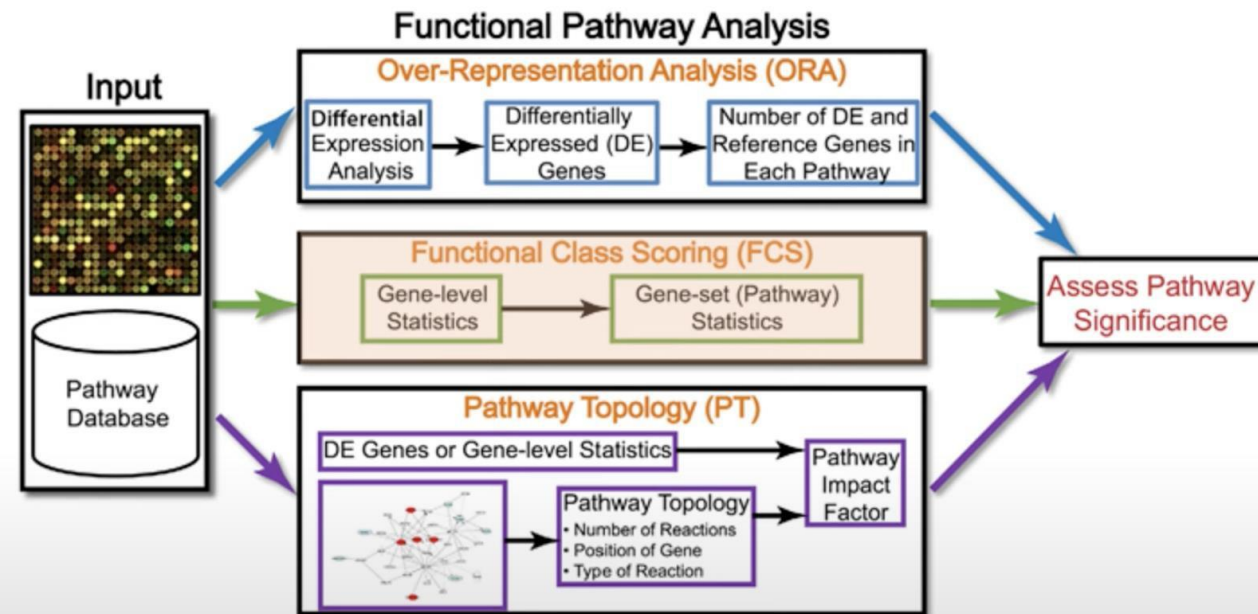 Functional Pathway Analysis
Input
Pathway
Database
Over-Representation Analysis (ORA)
Differential
Expression
Analysis
Differentially
Expressed (DE)
Genes
Number of DE and
Reference Genes in
Each Pathway
Functional Class Scoring (FCS)
Gene-level
Statistics
Gene-set (Pathway)
Statistics
Pathway Topology (PT)
DE Genes or Gene-level Statistics
Pathway Topology
• Number of Reactions
• Position of Gene
• Type of Reaction
Pathway
Impact
Factor
Assess Pathway
Significance